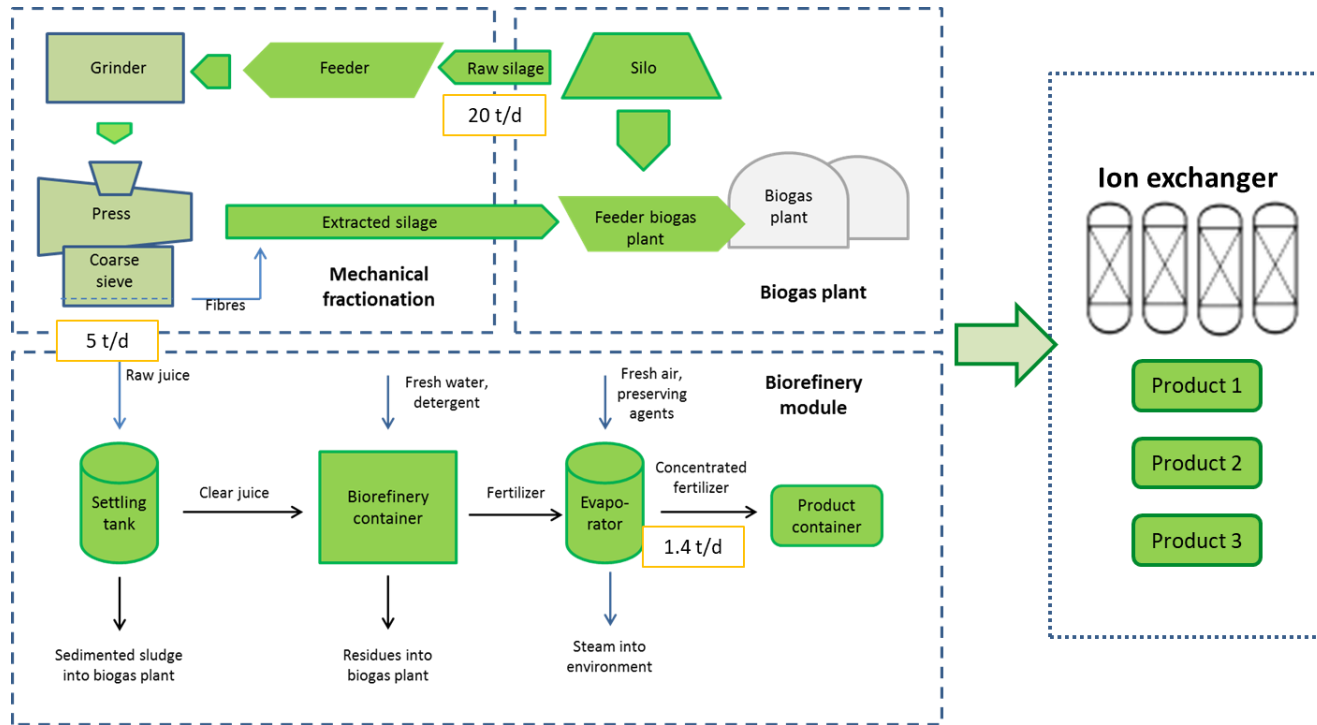 Grinder
Feeder
Raw silage
Silo
20 t/d
Press
Coarse
sieve
Fibres
Extracted silage
Mechanical
fractionation
Feeder biogas
plant
Biogas
plant
Biogas plant
5 t/d
Raw juice
Fresh water,
detergent
Fresh air,
preserving
agents
Biorefinery
module
Settling
tank
Clear juice
Biorefinery
container
Fertilizer
Evapo-
rator
Concentrated
fertilizer
1.4 t/d
Product
container
Sedimented sludge
into biogas plant
Residues into
biogas plant
Steam into
environment
Ion exchanger
Product 1
Product 2
Product 3